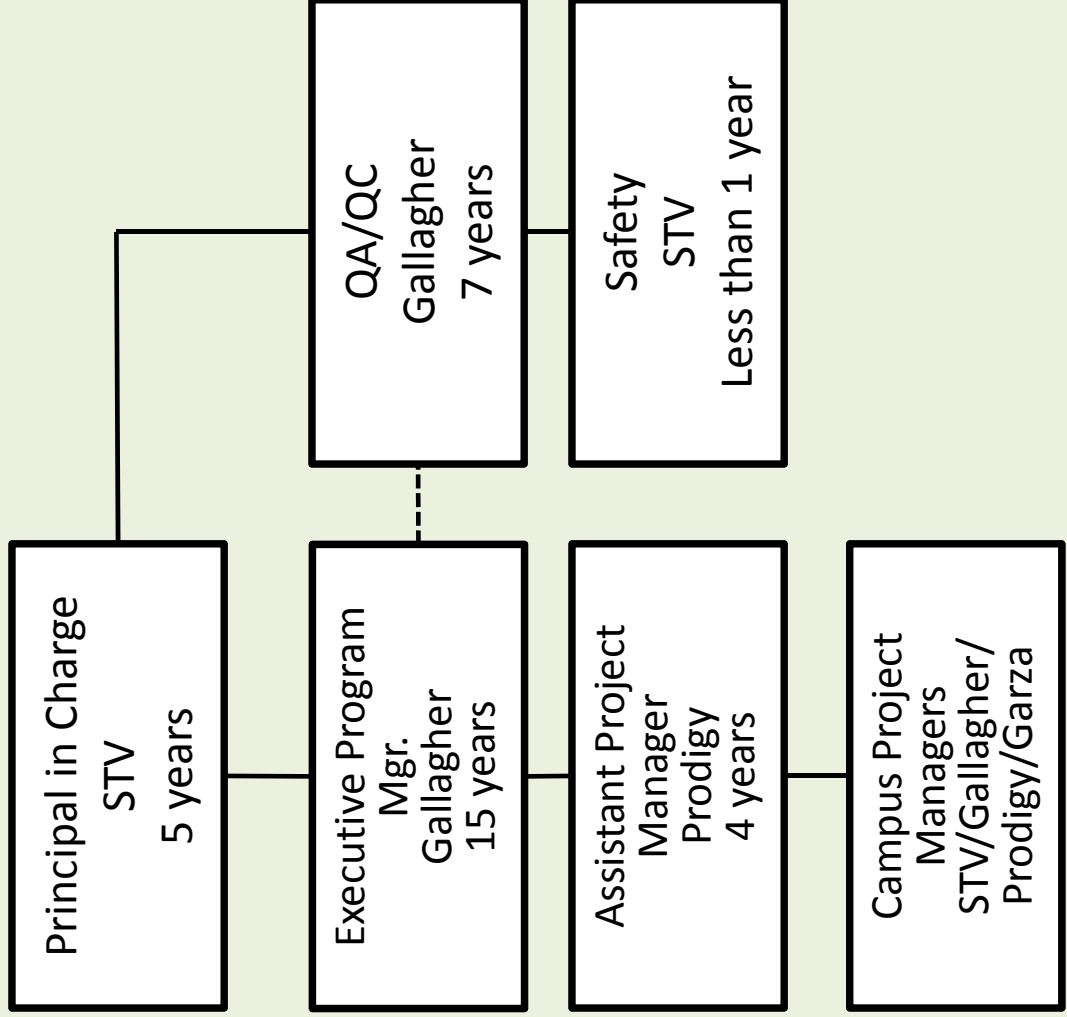 Principal in Charge
STV
5 years
Executive Program
Mgr.
Gallagher
15 years
QA/QC
Gallagher
7 years
Assistant Project
Manager
Prodigy
4 years
Safety
STV
Less than 1 year
Campus Project
Managers
STV/Gallagher/
Prodigy/Garza